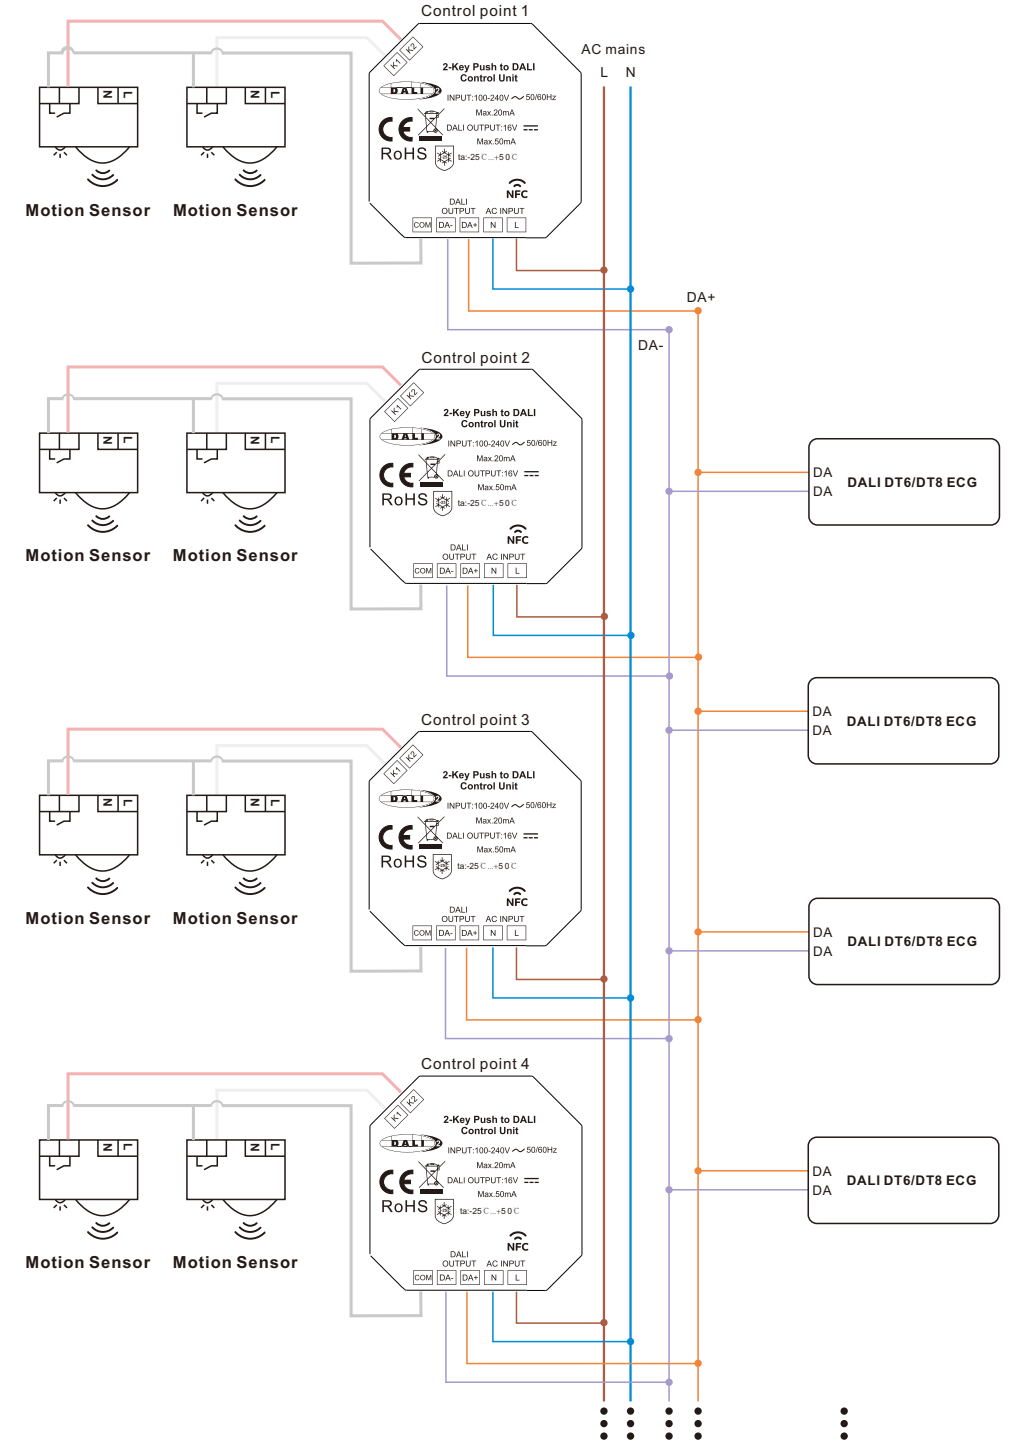 Control point 1
AC mains
L N
K1 K2
2-Key Push to DALI
Control Unit
DALI 2
INPUT:100-240V 50/60Hz
Max.20mA
DALI OUTPUT:16V
Max.50mA
CE
RoHS
ta:-25℃...+50℃
NFC
DALI
OUTPUT AC INPUT
COM DA- DA+ N L
N L
N L
Motion Sensor Motion Sensor
DA+
DA-
Control point 2
K1 K2
2-Key Push to DALI
Control Unit
DALI 2
INPUT:100-240V 50/60Hz
Max.20mA
DALI OUTPUT:16V
Max.50mA
CE
RoHS
ta:-25℃...+50℃
NFC
DALI
OUTPUT AC INPUT
COM DA- DA+ N L
N L
N L
Motion Sensor Motion Sensor
DA
DA
DALI DT6/DT8 ECG
Control point 3
K1 K2
2-Key Push to DALI
Control Unit
DALI 2
INPUT:100-240V 50/60Hz
Max.20mA
DALI OUTPUT:16V
Max.50mA
CE
RoHS
ta:-25℃...+50℃
NFC
DALI
OUTPUT AC INPUT
COM DA- DA+ N L
N L
N L
Motion Sensor Motion Sensor
DA
DA
DALI DT6/DT8 ECG
DA
DA
DALI DT6/DT8 ECG
Control point 4
K1 K2
2-Key Push to DALI
Control Unit
DALI 2
INPUT:100-240V 50/60Hz
Max.20mA
DALI OUTPUT:16V
Max.50mA
CE
RoHS
ta:-25℃...+50℃
NFC
DALI
OUTPUT AC INPUT
COM DA- DA+ N L
N L
N L
Motion Sensor Motion Sensor
DA
DA
DALI DT6/DT8 ECG